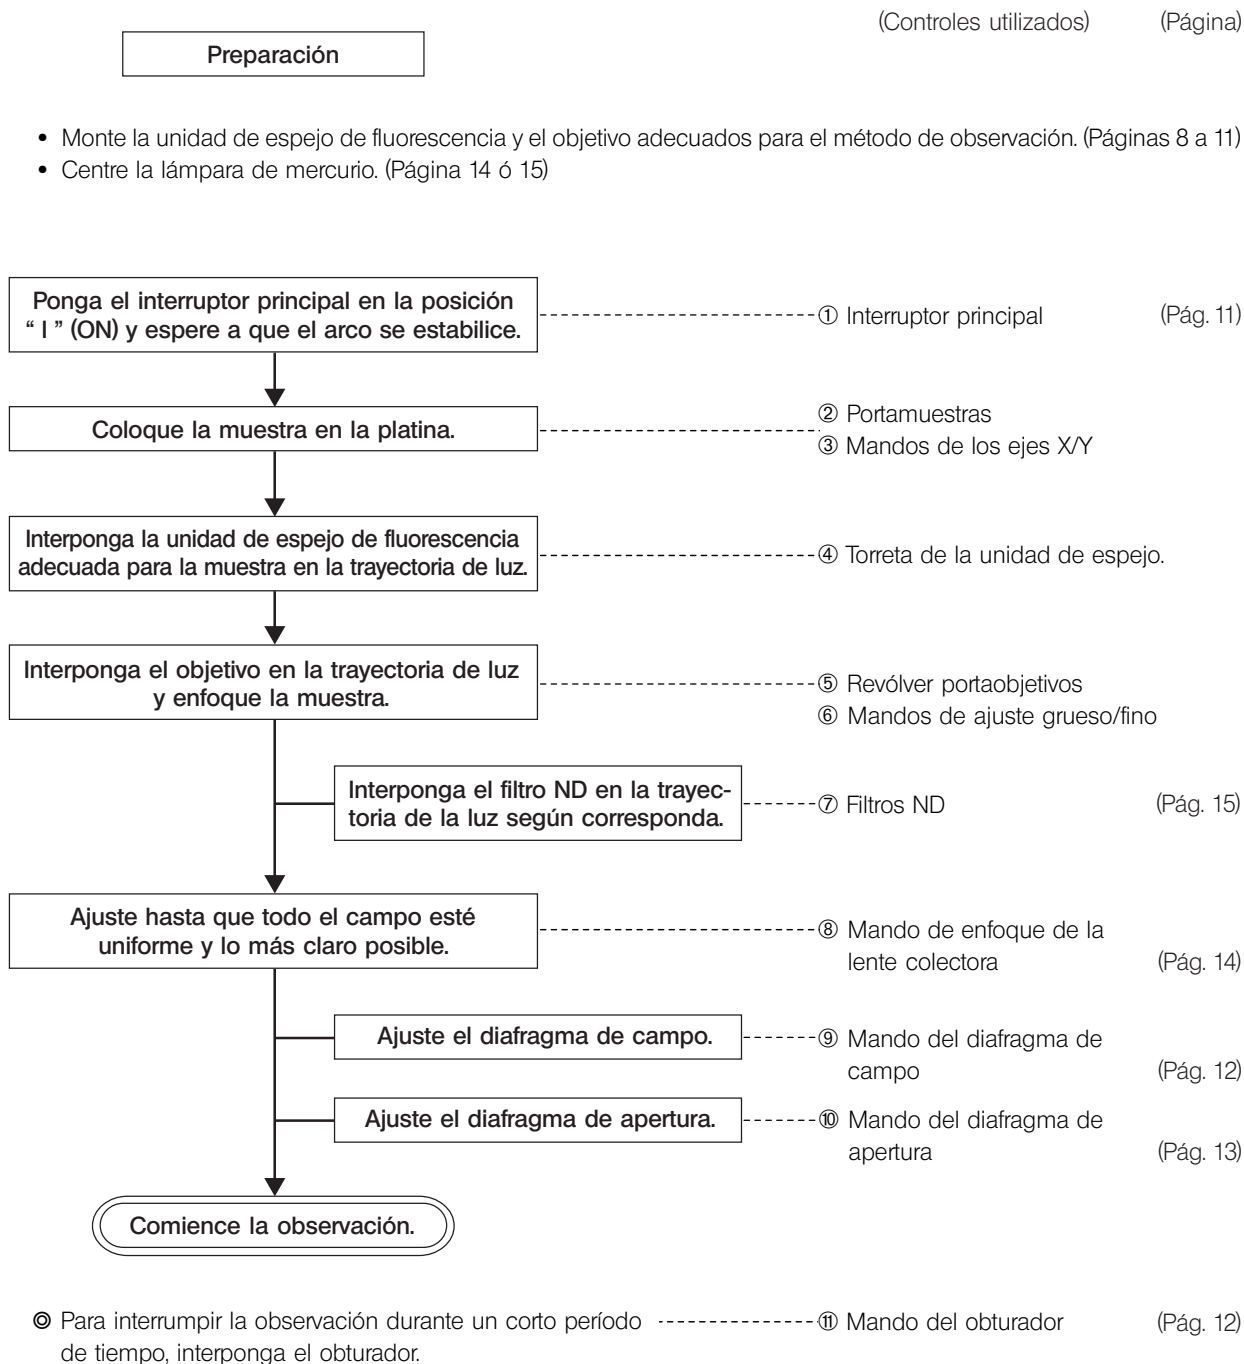 (Controles utilizados) (Página)
Preparación
• Monte la unidad de espejo de fluorescencia y el objetivo adecuados para el método de observación. (Páginas 8 a 11)
• Centre la lámpara de mercurio. (Página 14 ó 15)
Ponga el interruptor principal en la posición
“ I ” (ON) y espere a que el arco se estabilice.
① Interruptor principal (Pág. 11)
Coloque la muestra en la platina.
② Portamuestras
③ Mandos de los ejes X/Y
Interponga la unidad de espejo de fluorescencia
adecuada para la muestra en la trayectoria de luz.
④ Torreta de la unidad de espejo.
Interponga el objetivo en la trayectoria de luz
y enfoque la muestra.
⑤ Revólver portaobjetivos
⑥ Mandos de ajuste grueso/fino
Interponga el filtro ND en la trayec-
toria de la luz según corresponda.
⑦ Filtros ND (Pág. 15)
Ajuste hasta que todo el campo esté
uniforme y lo más claro posible.
⑧ Mando de enfoque de la
lente colectora (Pág. 14)
Ajuste el diafragma de campo.
⑨ Mando del diafragma de
campo (Pág. 12)
Ajuste el diafragma de apertura.
⑩ Mando del diafragma de
apertura (Pág. 13)
Comience la observación.
◎ Para interrumpir la observación durante un corto período
de tiempo, interponga el obturador.
⑪ Mando del obturador (Pág. 12)